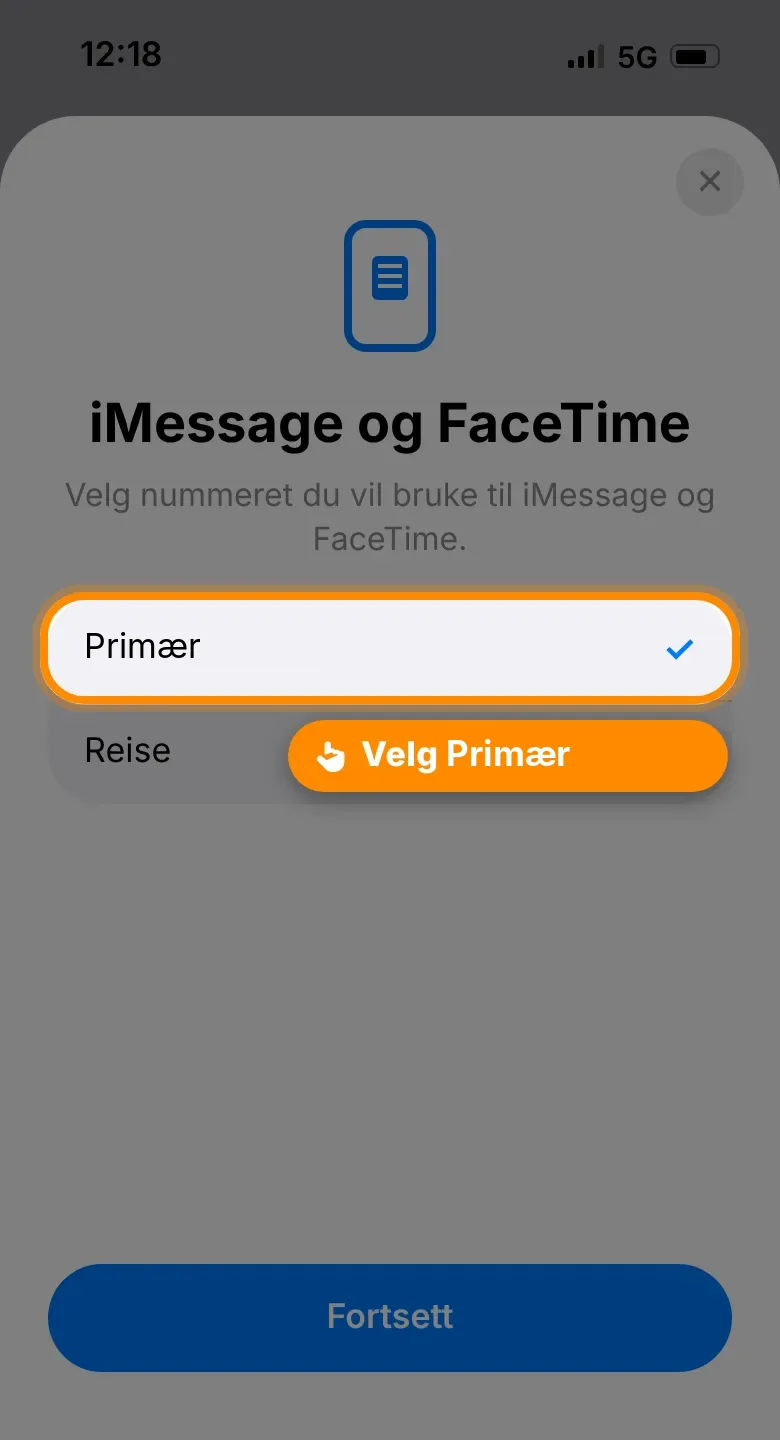 12:18
5G
iMessage og FaceTime
Velg nummeret du vil bruke til iMessage og
FaceTime.
Primær
Reise
Velg Primær
Fortsett